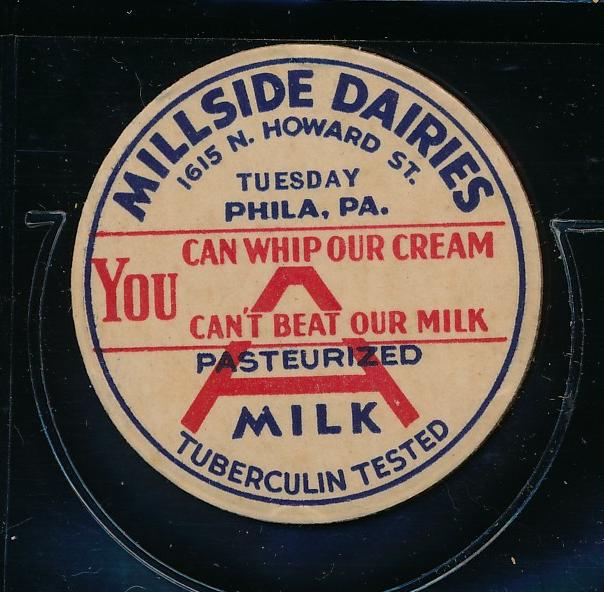 MILLSIDE DAIRIES
1615 N. HOWARD ST.
TUESDAY
PHILA, PA.
YOU
CAN WHIP OUR CREAM
CAN'T BEAT OUR MILK
A
PASTEURIZED
MILK
TUBERCULIN TESTED